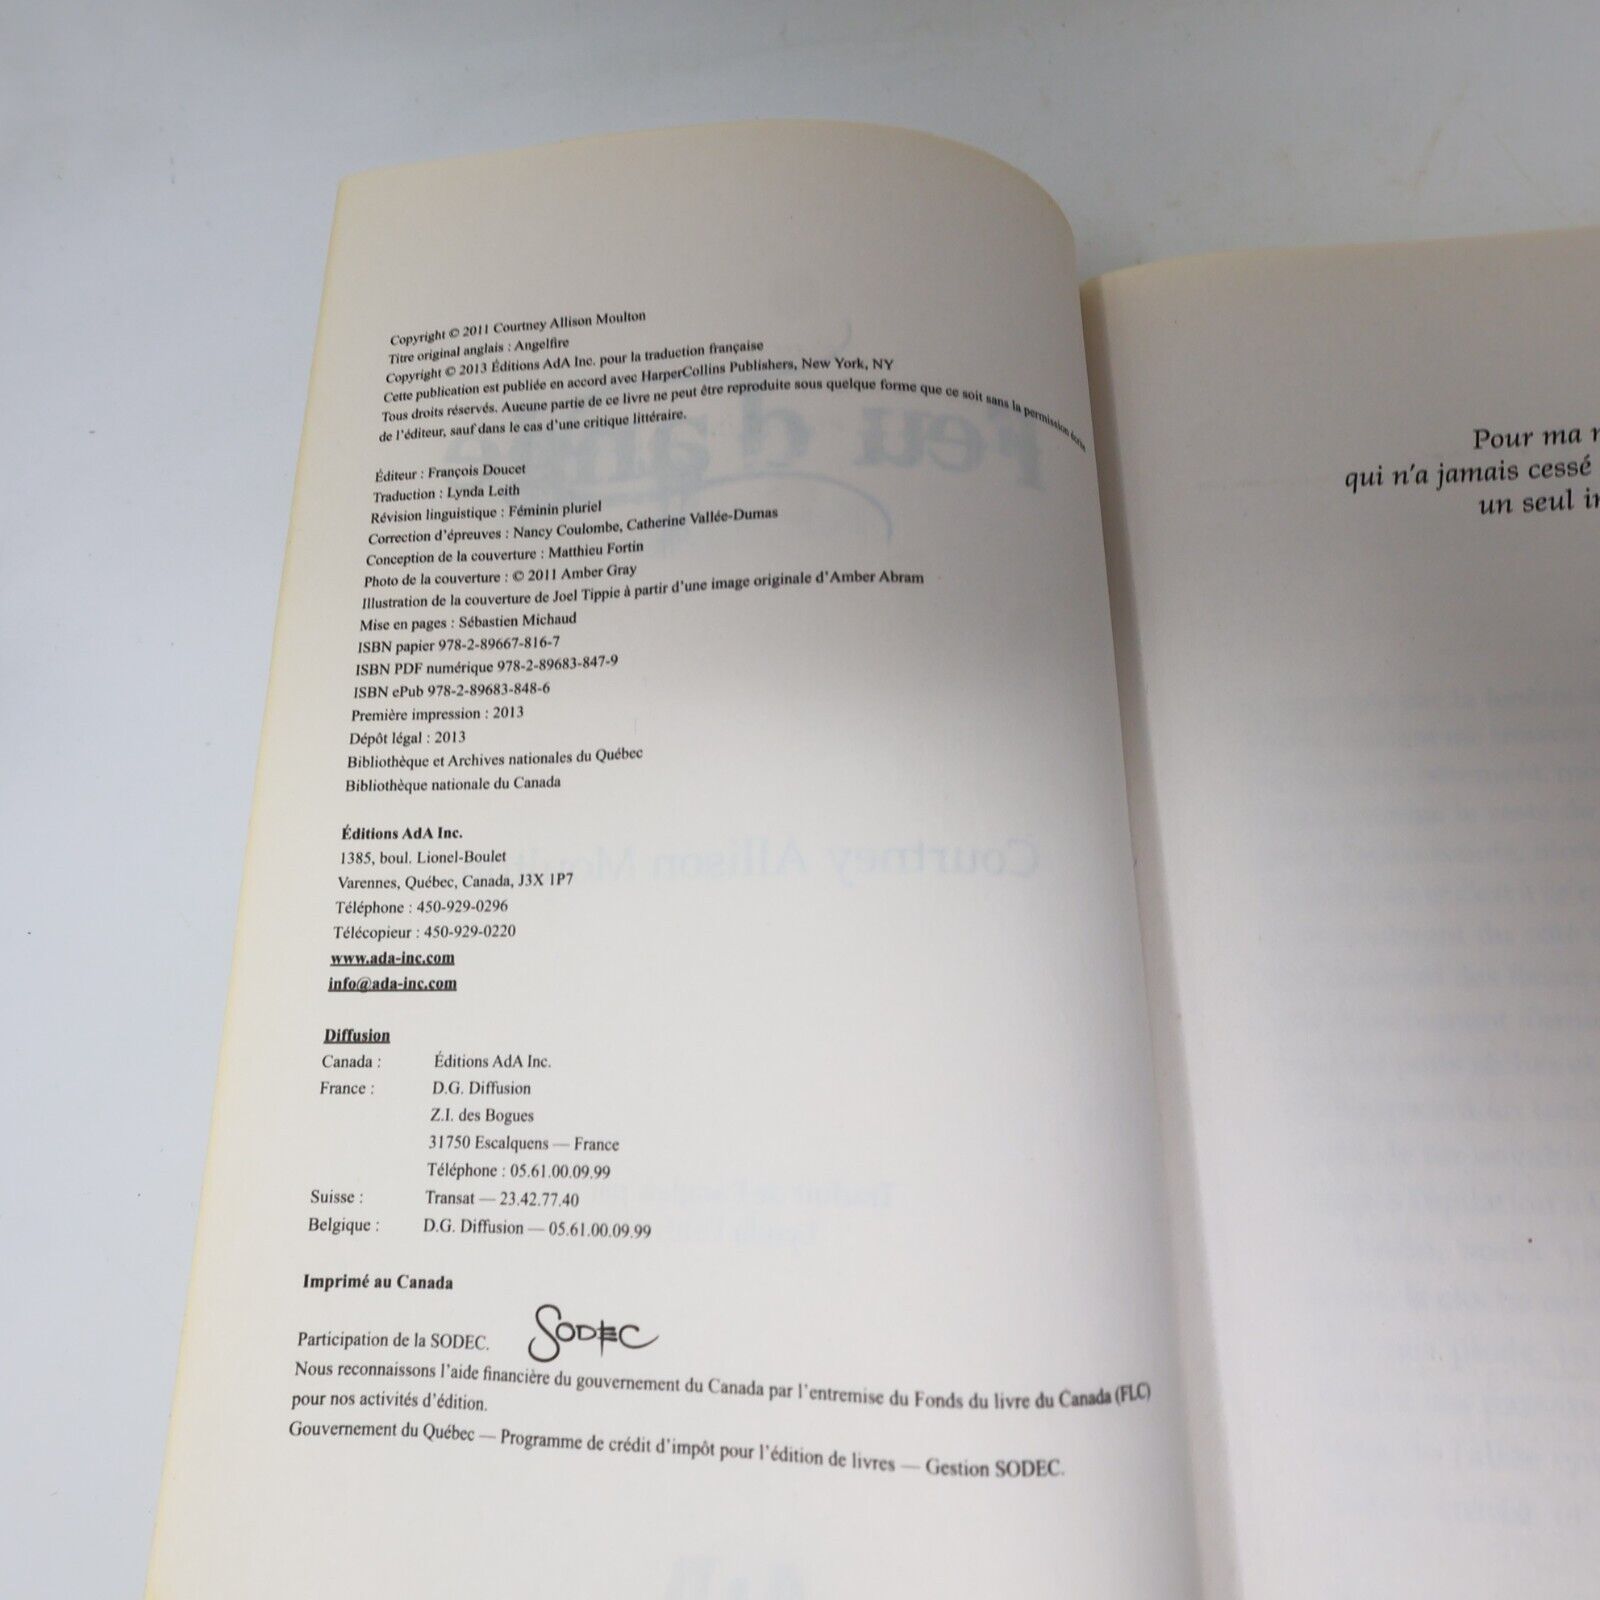 Copyright © 2011 Courtney Allison Moulton
Titre original anglais : Angelfire
Copyright © 2013 Éditions AdA Inc. pour la traduction française
Cette publication est publiée en accord avec HarperCollins Publishers, New York, NY
Tous droits réservés. Aucune partie de ce livre ne peut être reproduite sous quelque forme que ce soit sans la permission écrite
de l'éditeur, sauf dans le cas d'une critique littéraire.
Éditeur : François Doucet
Traduction : Lynda Leith
Révision linguistique : Féminin pluriel
Correction d'épreuves : Nancy Coulombe, Catherine Vallée-Dumas
Conception de la couverture : Matthieu Fortin
Photo de la couverture : © 2011 Amber Gray
Illustration de la couverture de Joel Tippie à partir d'une image originale d'Amber Abram
Mise en pages : Sébastien Michaud
ISBN papier 978-2-89667-816-7
ISBN PDF numérique 978-2-89683-847-9
ISBN ePub 978-2-89683-848-6
Première impression : 2013
Dépôt légal : 2013
Bibliothèque et Archives nationales du Québec
Bibliothèque nationale du Canada
Éditions AdA Inc.
1385, boul. Lionel-Boulet
Varennes, Québec, Canada, J3X 1P7
Téléphone : 450-929-0296
Télécopieur : 450-929-0220
www.ada-inc.com
info@ada-inc.com
Diffusion
Canada : Éditions AdA Inc.
France : D.G. Diffusion
Z.I. des Bogues
31750 Escalquens — France
Téléphone : 05.61.00.09.99
Suisse : Transat — 23.42.77.40
Belgique : D.G. Diffusion — 05.61.00.09.99
Imprimé au Canada
Participation de la SODEC. SODEC
Nous reconnaissons l'aide financière du gouvernement du Canada par l'entremise du Fonds du livre du Canada (FLC)
pour nos activités d'édition.
Gouvernement du Québec — Programme de crédit d'impôt pour l'édition de livres — Gestion SODEC.
Pour ma
qui n'a jamais cessé
un seul